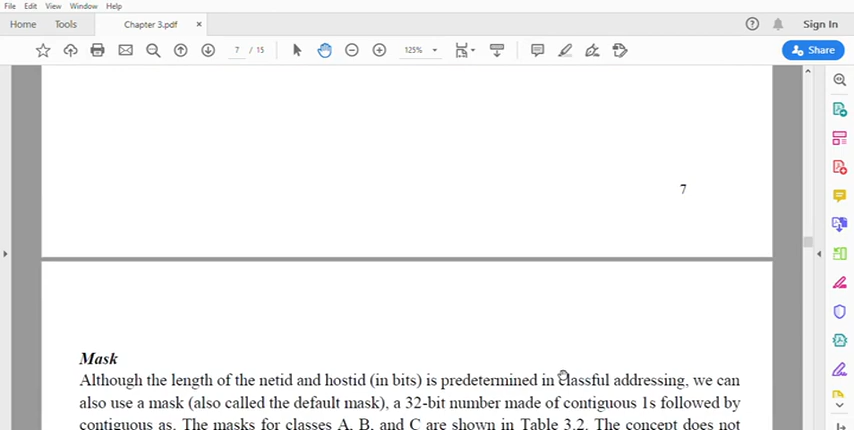 File Edit View Window Help
Home Tools Chapter 3.pdf × Sign In
7 / 15 125% Share
7
Mask
Although the length of the netid and hostid (in bits) is predetermined in classful addressing, we can
also use a mask (also called the default mask), a 32-bit number made of contiguous 1s followed by
contiguous as. The masks for classes A, B, and C are shown in Table 3.2. The concept does not